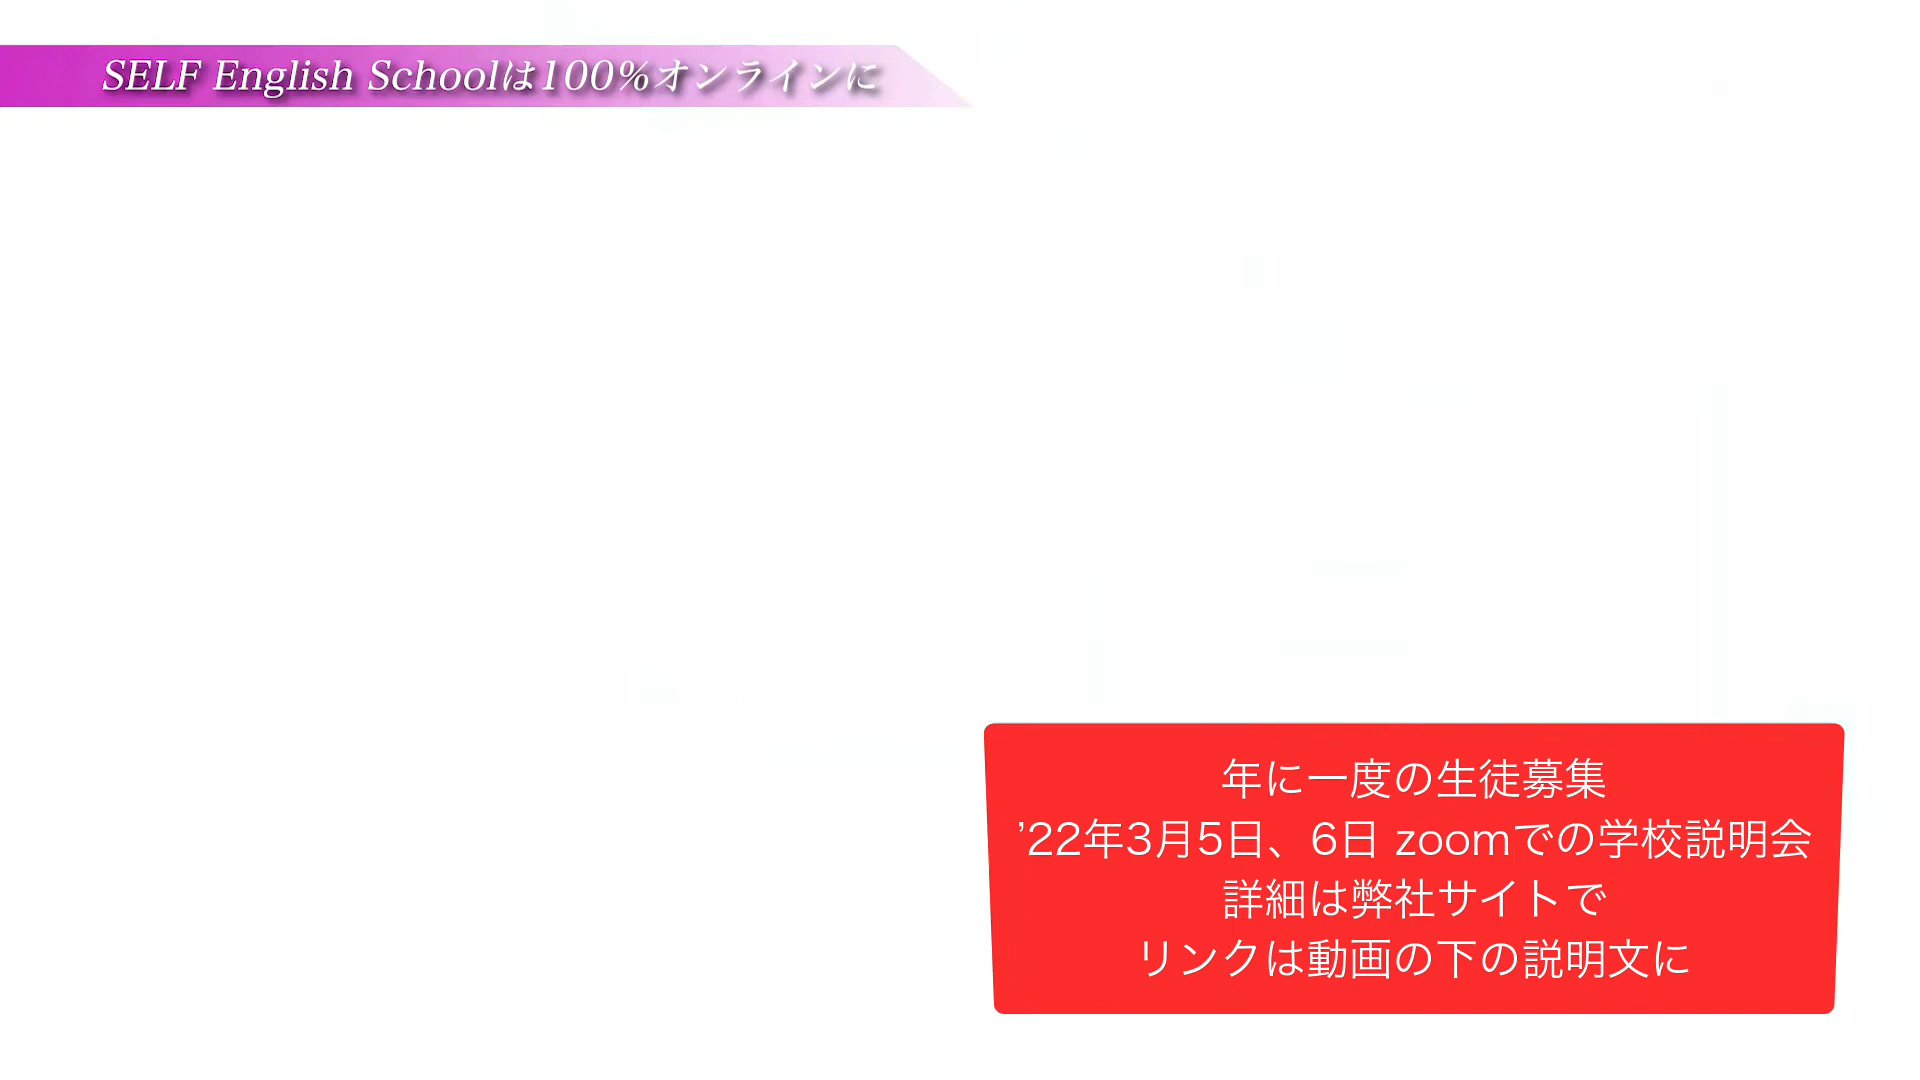 SELF English Schoolは100%オンラインに
年に一度の生徒募集
’22年3月5日、6日 zoomでの学校説明会
詳細は弊社サイトで
リンクは動画の下の説明文に